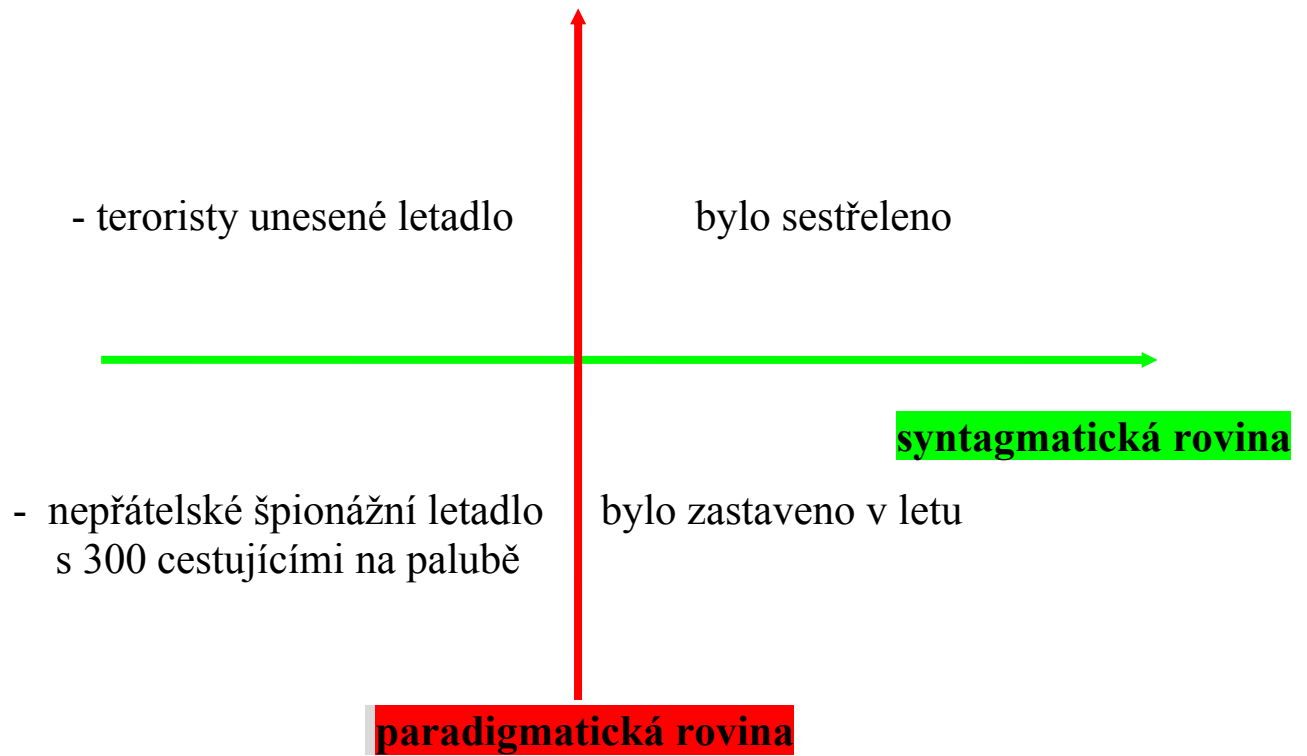 - teroristy unesené letadlo
bylo sestřeleno
syntagmatická rovina
- nepřátelské špionážní letadlo
s 300 cestujícími na palubě
bylo zastaveno v letu
paradigmatická rovina